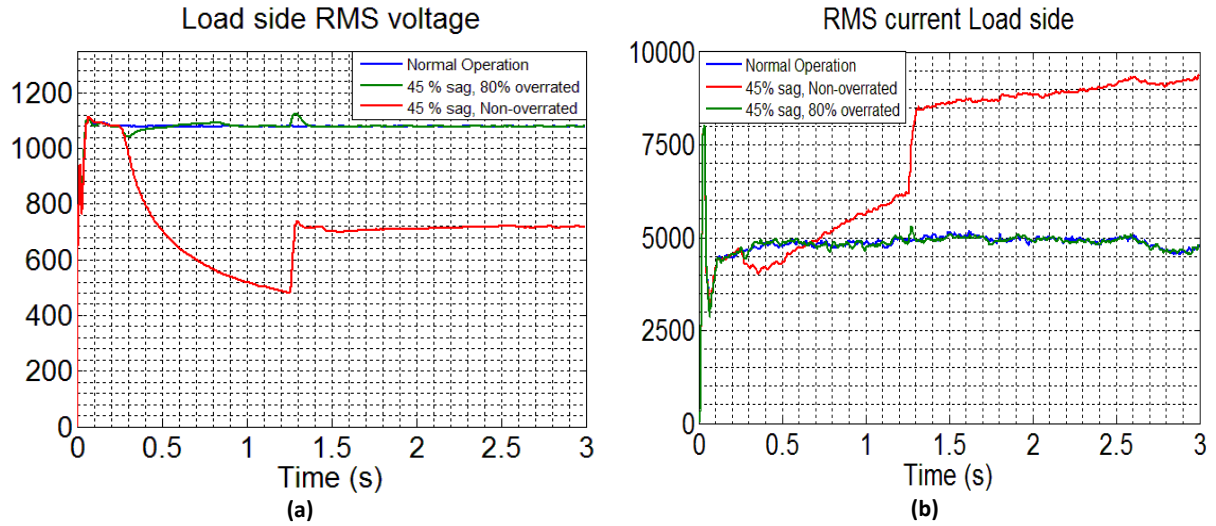 Load side RMS voltage
Normal Operation
45 % sag, 80% overrated
45 % sag, Non-overrated
1200
1000
800
600
400
200
0
0 0.5 1 1.5 2 2.5 3
Time (s)
(a)
RMS current Load side
Normal Operation
45% sag, Non-overrated
45% sag, 80% overrated
10000
7500
5000
2500
0
0 0.5 1 1.5 2 2.5 3
Time (s)
(b)